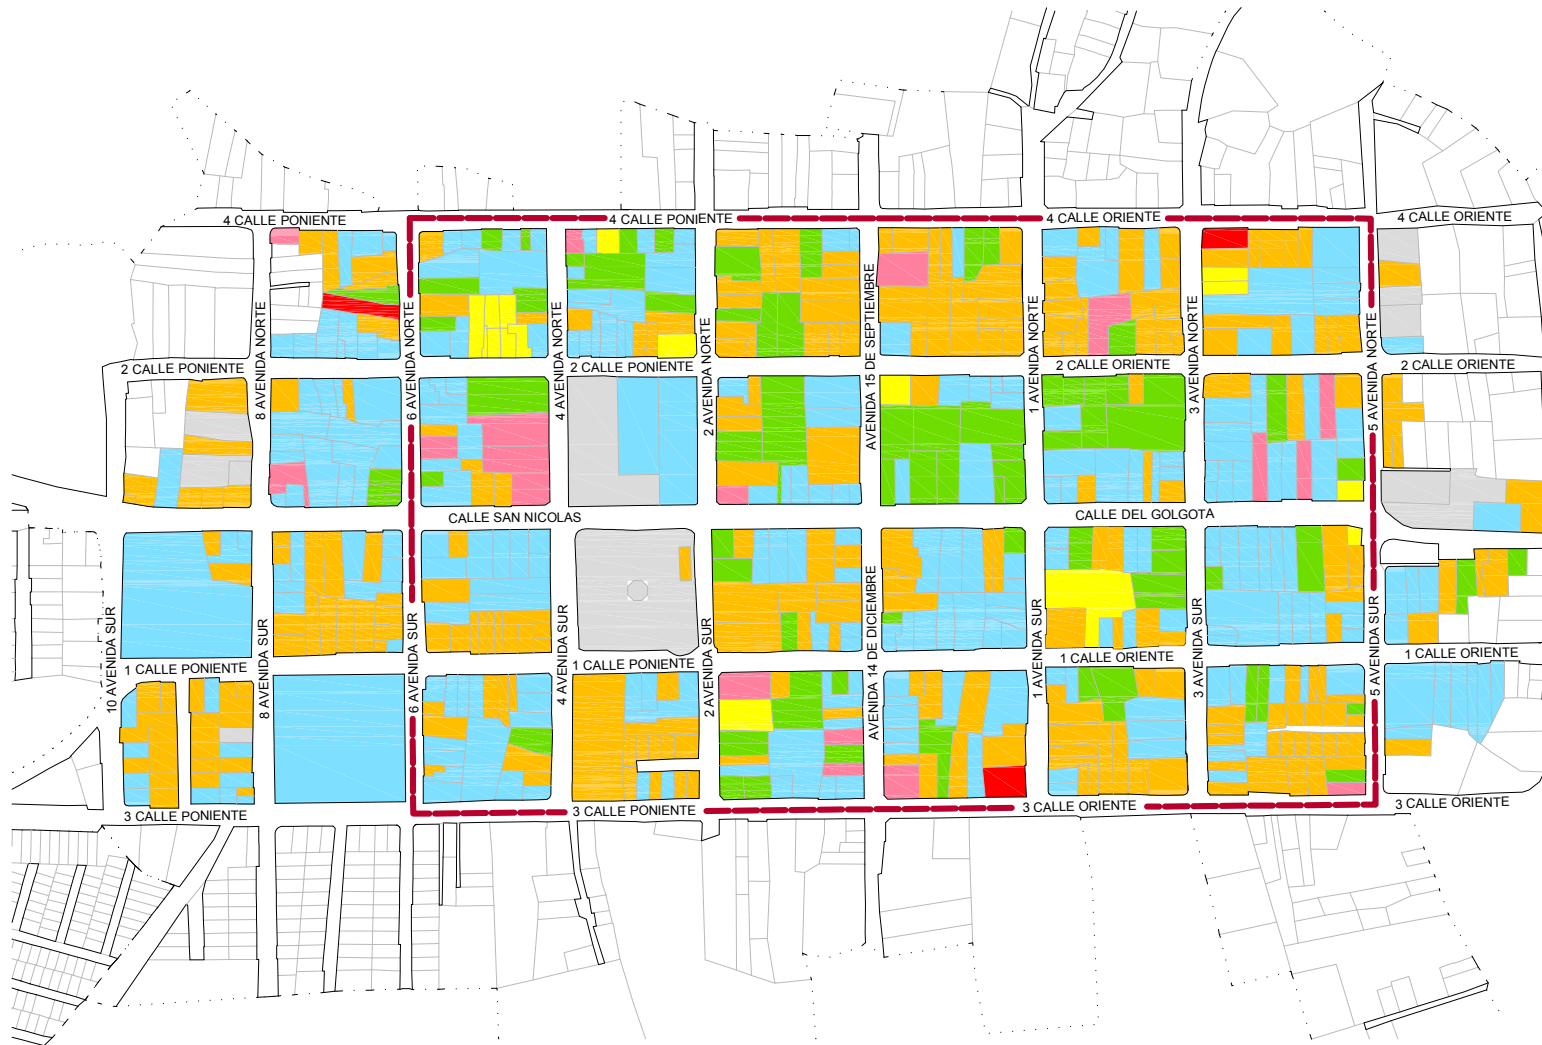 4 CALLE PONIENTE
4 CALLE PONIENTE
4 CALLE ORIENTE
4 CALLE ORIENTE
8 AVENIDA NORTE
6 AVENIDA NORTE
4 AVENIDA NORTE
2 AVENIDA NORTE
AVENIDA 15 DE SEPTIEMBRE
1 AVENIDA NORTE
3 AVENIDA NORTE
5 AVENIDA NORTE
2 CALLE PONIENTE
2 CALLE PONIENTE
2 CALLE ORIENTE
2 CALLE ORIENTE
CALLE SAN NICOLAS
CALLE DEL GOLGOTA
10 AVENIDA SUR
8 AVENIDA SUR
6 AVENIDA SUR
4 AVENIDA SUR
2 AVENIDA SUR
AVENIDA 14 DE DICIEMBRE
1 AVENIDA SUR
3 AVENIDA SUR
5 AVENIDA SUR
1 CALLE PONIENTE
1 CALLE PONIENTE
1 CALLE ORIENTE
1 CALLE ORIENTE
3 CALLE PONIENTE
3 CALLE PONIENTE
3 CALLE ORIENTE
3 CALLE ORIENTE